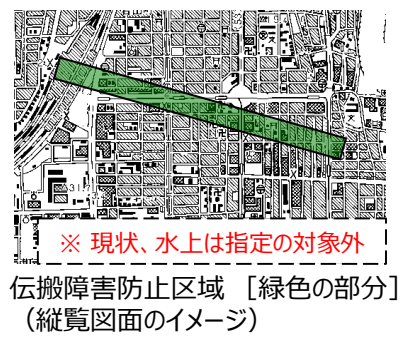 ※ 現状、水上は指定の対象外
伝搬障害防止区域 ［緑色の部分］
（縦覧図面のイメージ）